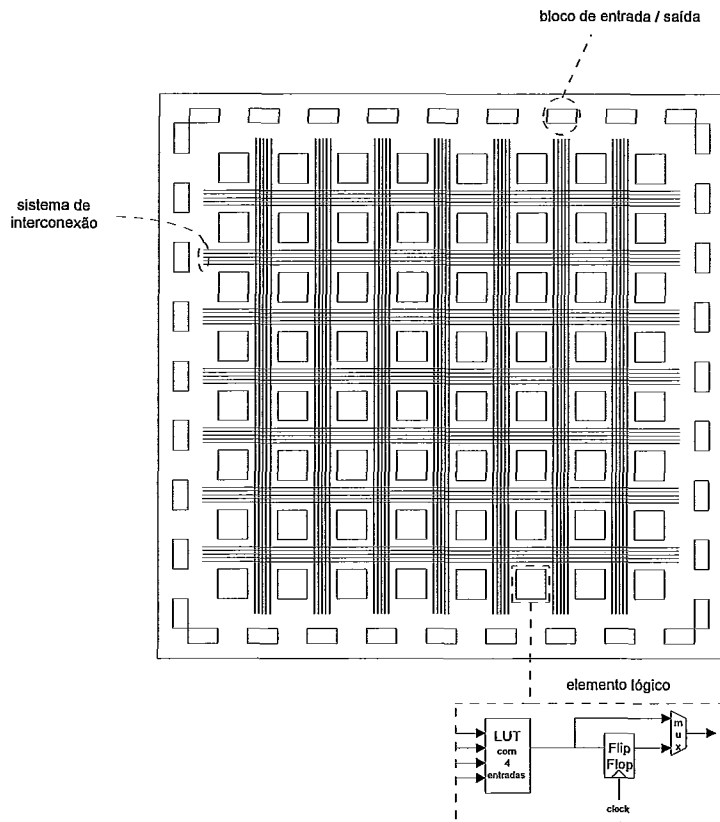 bloco de entrada / saída
sistema de
interconexão
elemento lógico
LUT
com
4
entradas
Flip
Flop
m
u
x
clock